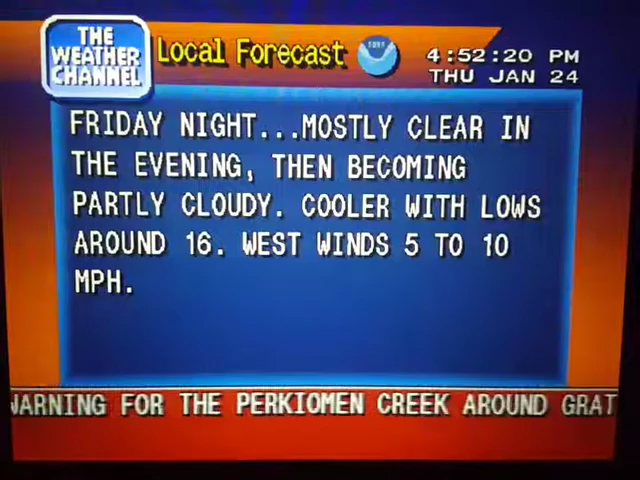 THE
WEATHER
CHANNEL
Local Forecast
4:52:20 PM
THU JAN 24
FRIDAY NIGHT...MOSTLY CLEAR IN
THE EVENING, THEN BECOMING
PARTLY CLOUDY. COOLER WITH LOWS
AROUND 16. WEST WINDS 5 TO 10
MPH.
WARNING FOR THE PERKIOMEN CREEK AROUND GRAT